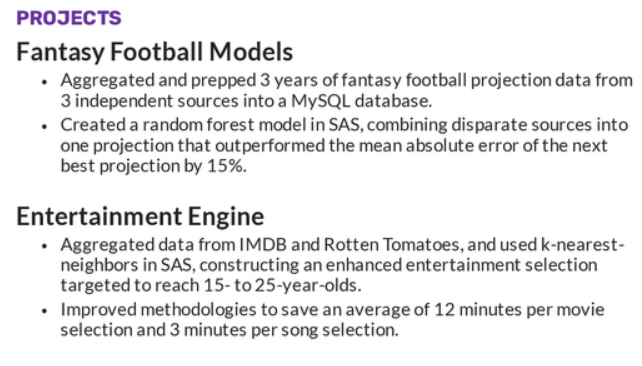 PROJECTS
Fantasy Football Models
• Aggregated and prepped 3 years of fantasy football projection data from
3 independent sources into a MySQL database.
• Created a random forest model in SAS, combining disparate sources into
one projection that outperformed the mean absolute error of the next
best projection by 15%.
Entertainment Engine
• Aggregated data from IMDB and Rotten Tomatoes, and used k-nearest-
neighbors in SAS, constructing an enhanced entertainment selection
targeted to reach 15- to 25-year-olds.
• Improved methodologies to save an average of 12 minutes per movie
selection and 3 minutes per song selection.